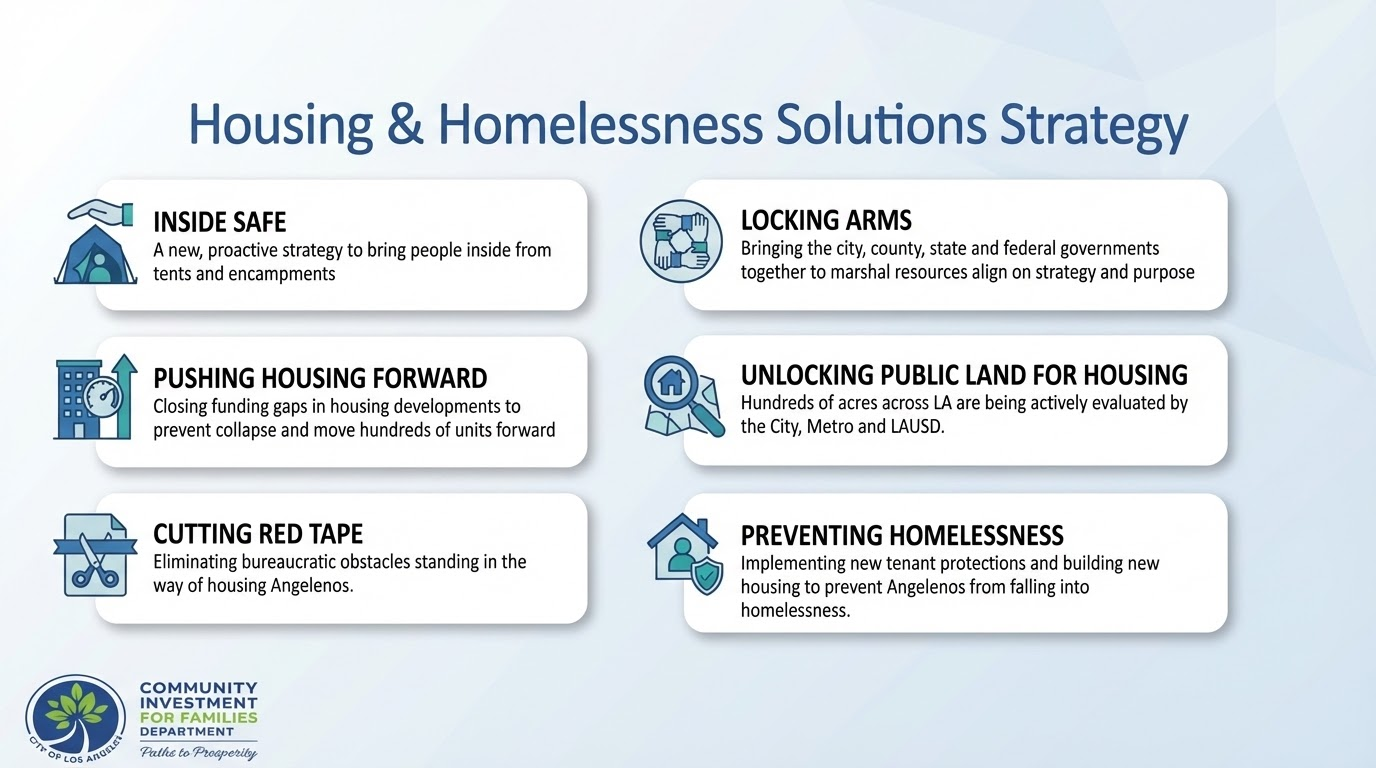 Housing & Homelessness Solutions Strategy
INSIDE SAFE
A new, proactive strategy to bring people inside from
tents and encampments
LOCKING ARMS
Bringing the city, county, state and federal governments
together to marshal resources align on strategy and purpose
PUSHING HOUSING FORWARD
Closing funding gaps in housing developments to
prevent collapse and move hundreds of units forward
UNLOCKING PUBLIC LAND FOR HOUSING
Hundreds of acres across LA are being actively evaluated by
the City, Metro and LAUSD.
CUTTING RED TAPE
Eliminating bureaucratic obstacles standing in the
way of housing Angelenos.
PREVENTING HOMELESSNESS
Implementing new tenant protections and building new
housing to prevent Angelenos from falling into
homelessness.
CITY OF LOS ANGELES
COMMUNITY
INVESTMENT
FOR FAMILIES
DEPARTMENT
Paths to Prosperity